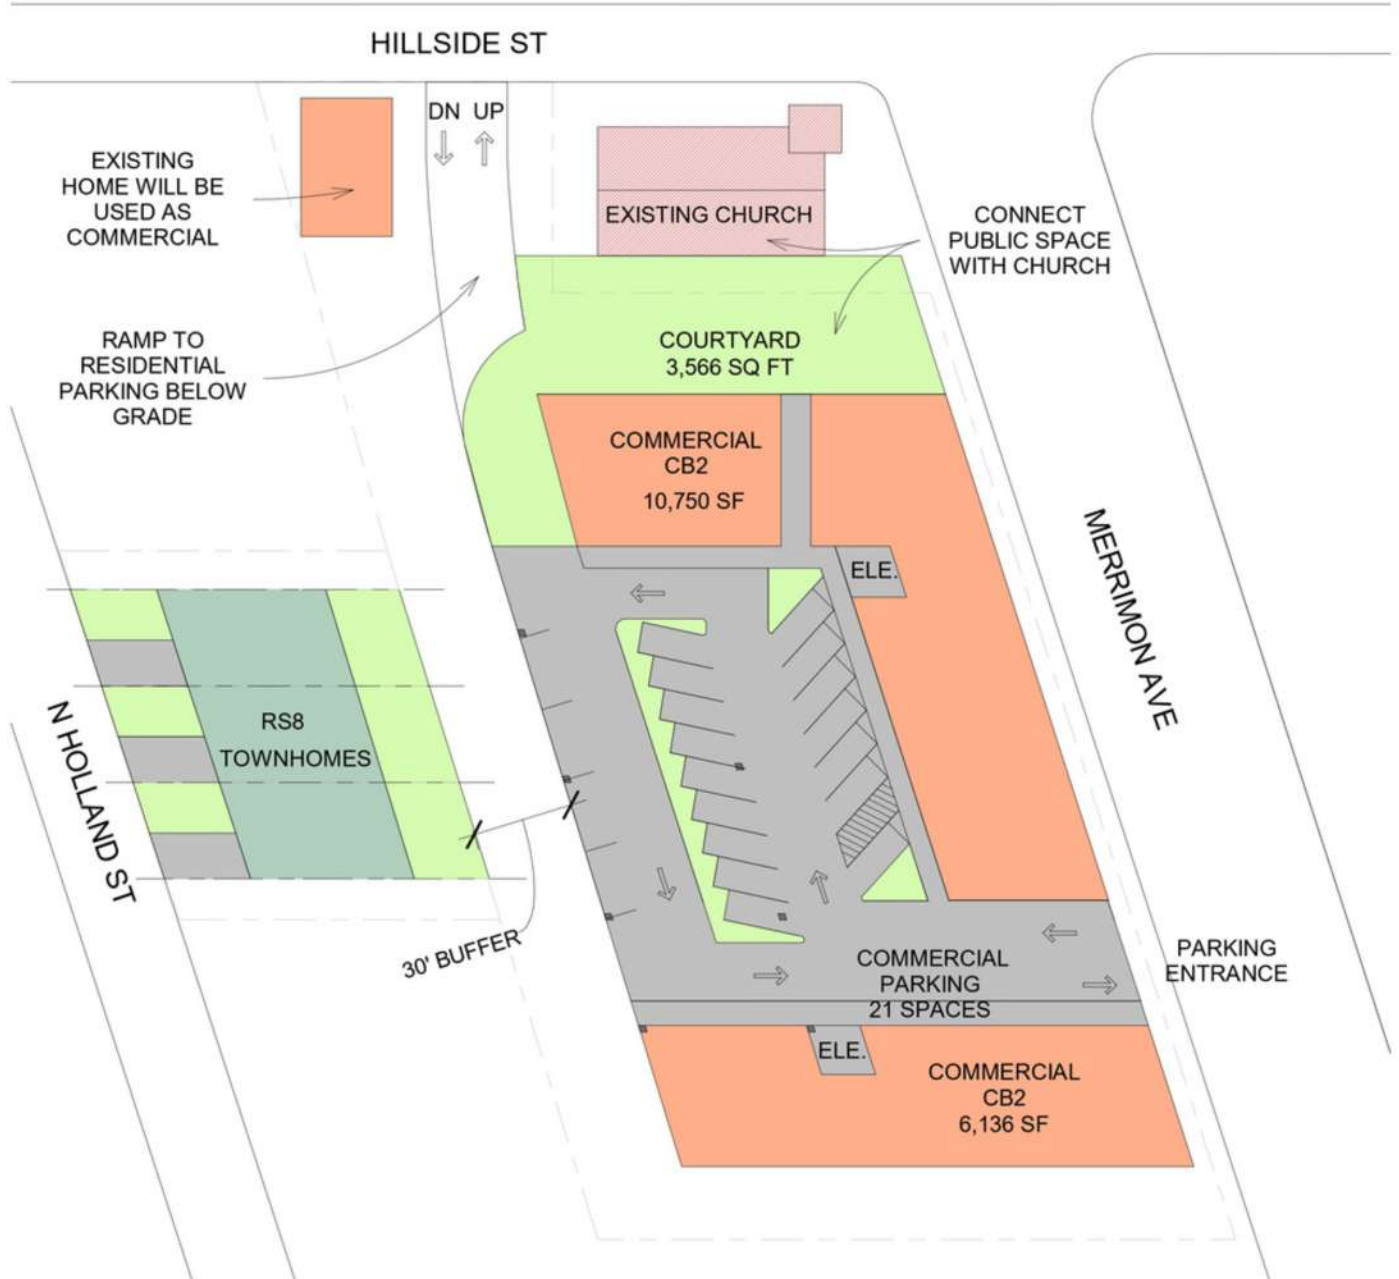 HILLSIDE ST
DN UP
EXISTING
HOME WILL BE
USED AS
COMMERCIAL
EXISTING CHURCH
CONNECT
PUBLIC SPACE
WITH CHURCH
RAMP TO
RESIDENTIAL
PARKING BELOW
GRADE
COURTYARD
3,566 SQ FT
COMMERCIAL
CB2
10,750 SF
ELE.
MERRIMON AVE
N HOLLAND ST
RS8
TOWNHOMES
30' BUFFER
COMMERCIAL
PARKING
21 SPACES
PARKING
ENTRANCE
ELE.
COMMERCIAL
CB2
6,136 SF